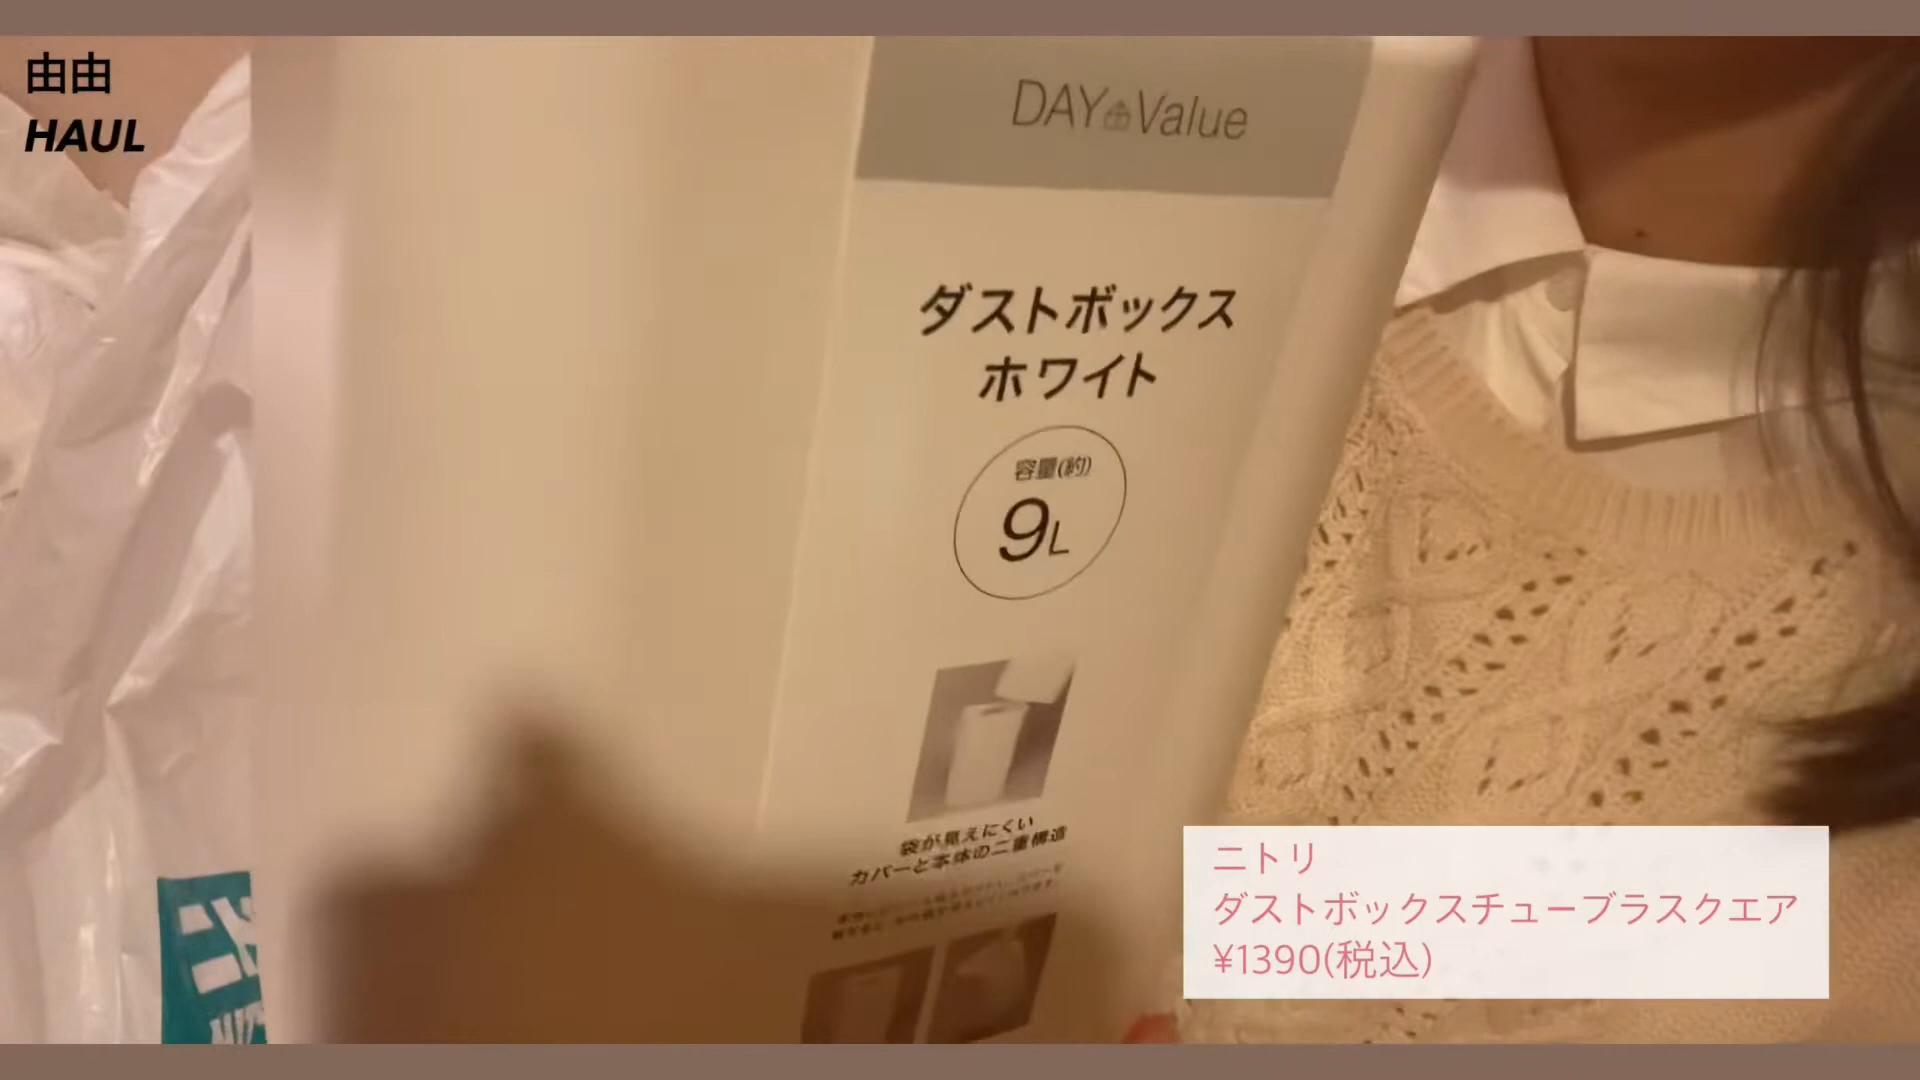 由由
HAUL
DAY Value
ダストボックス
ホワイト
容量(約)
9L
袋が見えにくい
カバーと本体の二重構造
ニトリ
ダストボックスチューブラスクエア
¥1390(税込)